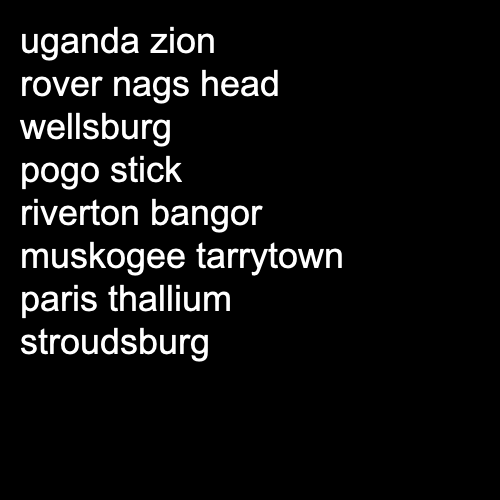 uganda zion
rover nags head
wellsburg
pogo stick
riverton bangor
muskogee tarrytown
paris thallium
stroudsburg